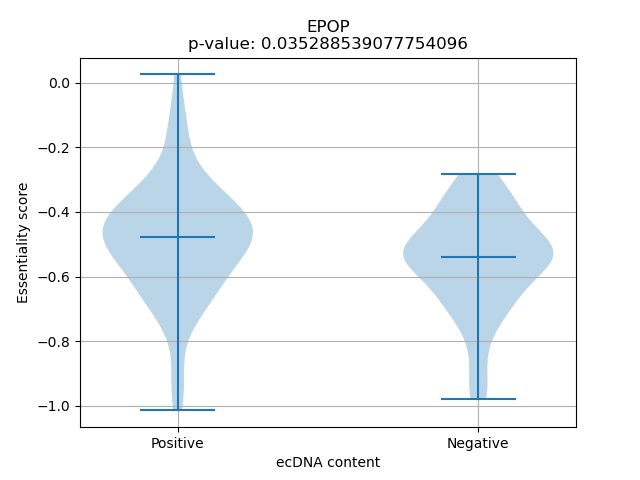 EPOP
p-value: 0.035288539077754096
0.0
−0.2
−0.4
−0.6
−0.8
−1.0
Essentiality score
Positive
Negative
ecDNA content